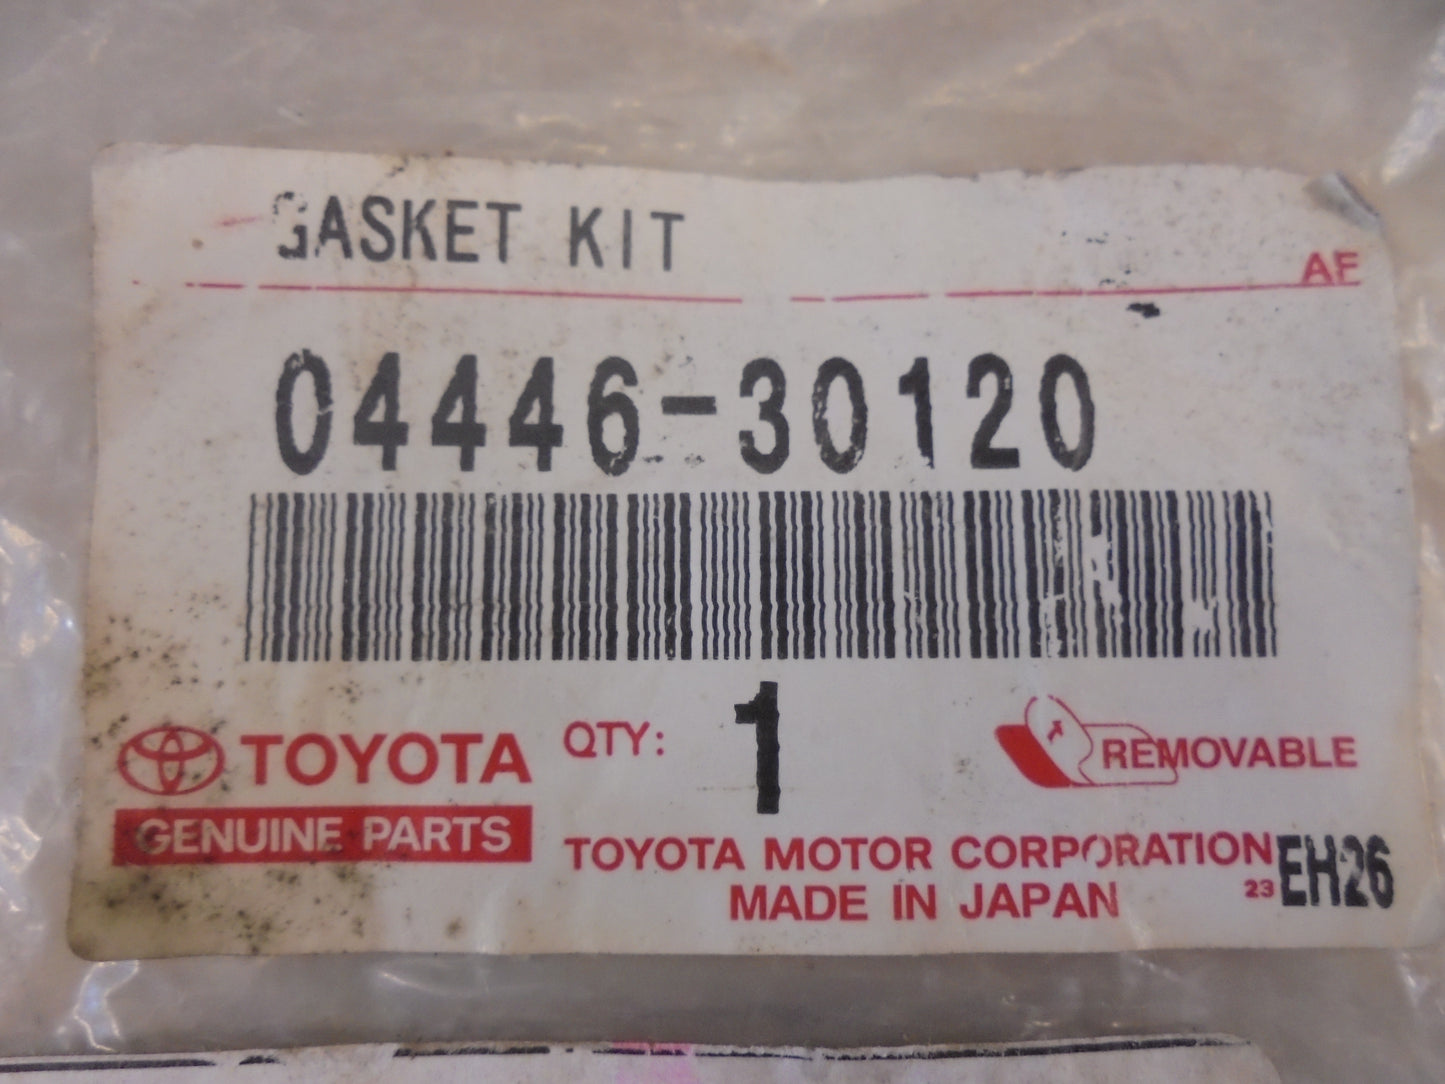 GASKET KIT
AF
04446-30120
TOYOTA
GENUINE PARTS
QTY: 1
REMOVABLE
TOYOTA MOTOR CORPORATION
MADE IN JAPAN
23 EH26